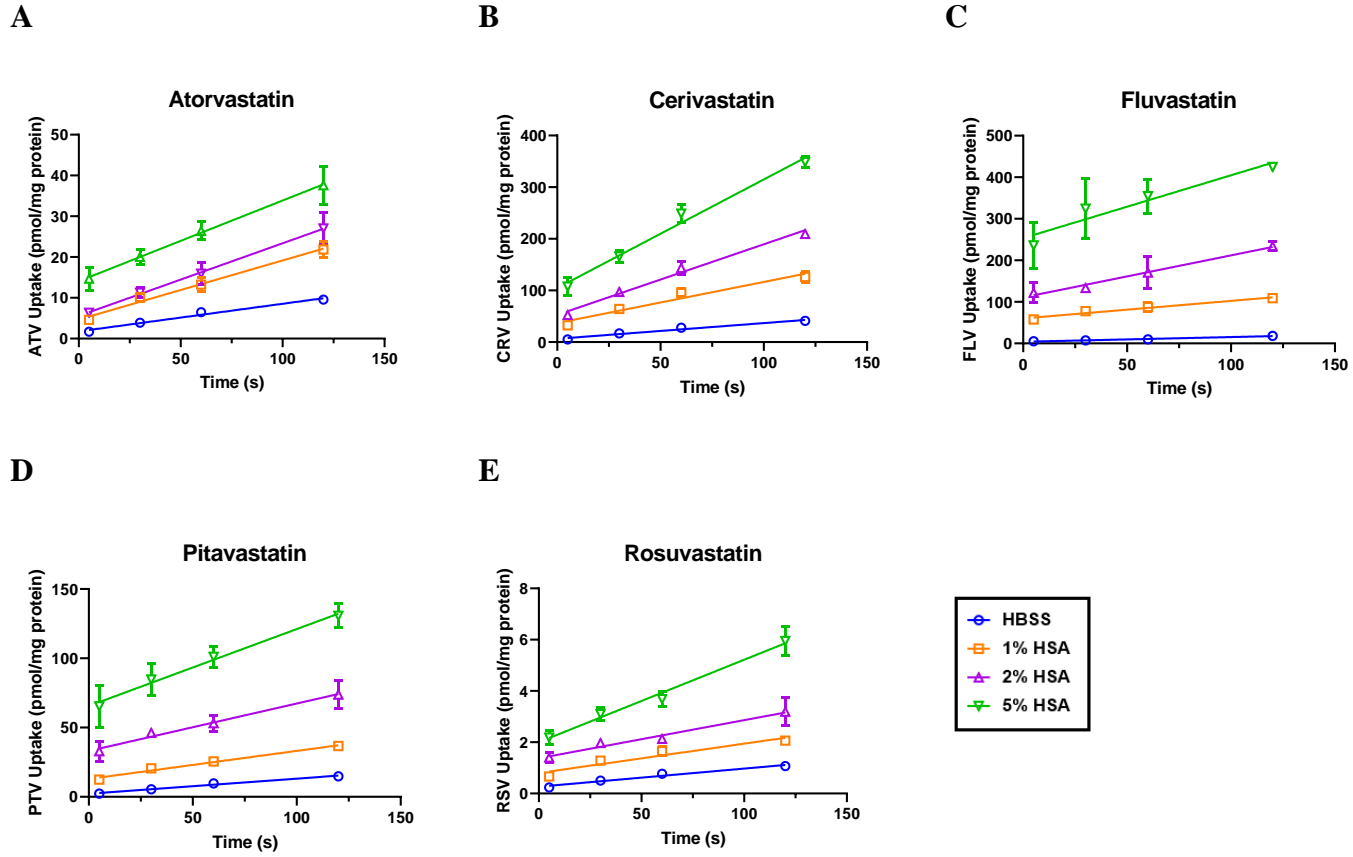 A
B
C
Atorvastatin
Cerivastatin
Fluvastatin
ATV Uptake (pmol/mg protein)
50
40
30
20
10
0
0
50
100
150
Time (s)
CRV Uptake (pmol/mg protein)
400
300
200
100
0
0
50
100
150
Time (s)
FLV Uptake (pmol/mg protein)
500
400
300
200
100
0
0
50
100
150
Time (s)
D
E
Pitavastatin
Rosuvastatin
PTV Uptake (pmol/mg protein)
150
100
50
0
0
50
100
150
Time (s)
RSV Uptake (pmol/mg protein)
8
6
4
2
0
0
50
100
150
Time (s)
HBSS
1% HSA
2% HSA
5% HSA